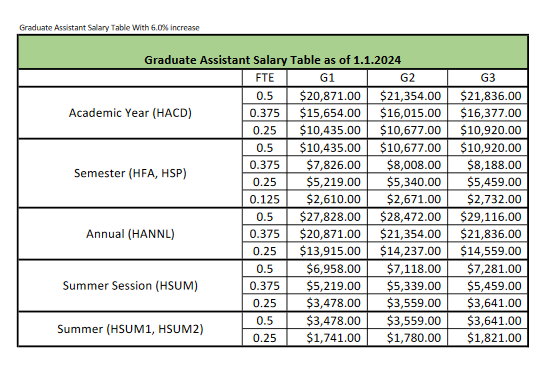 Graduate Assistant Salary Table With 6.0% increase
Graduate Assistant Salary Table as of 1.1.2024
FTE G1 G2 G3
Academic Year (HACD)
0.5 $20,871.00 $21,354.00 $21,836.00
0.375 $15,654.00 $16,015.00 $16,377.00
0.25 $10,435.00 $10,677.00 $10,920.00
Semester (HFA, HSP)
0.5 $10,435.00 $10,677.00 $10,920.00
0.375 $7,826.00 $8,008.00 $8,188.00
0.25 $5,219.00 $5,340.00 $5,459.00
0.125 $2,610.00 $2,671.00 $2,732.00
Annual (HANNL)
0.5 $27,828.00 $28,472.00 $29,116.00
0.375 $20,871.00 $21,354.00 $21,836.00
0.25 $13,915.00 $14,237.00 $14,559.00
Summer Session (HSUM)
0.5 $6,958.00 $7,118.00 $7,281.00
0.375 $5,219.00 $5,339.00 $5,459.00
0.25 $3,478.00 $3,559.00 $3,641.00
Summer (HSUM1, HSUM2)
0.5 $3,478.00 $3,559.00 $3,641.00
0.25 $1,741.00 $1,780.00 $1,821.00